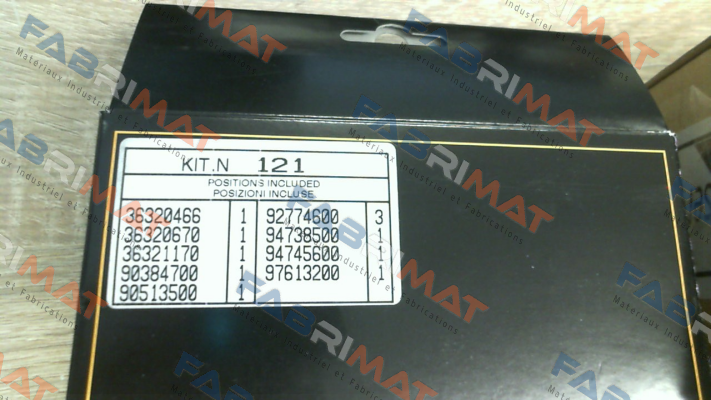 KIT.N 121
POSITIONS INCLUDED
POSIZIONI INCLUSE
36320466 1 92774600 3
36320670 1 94738500 1
36321170 1 94745600 1
90384700 1 97613200 1
90513500 1
FABRIMAT
Materiaux Industriel et Fabrications